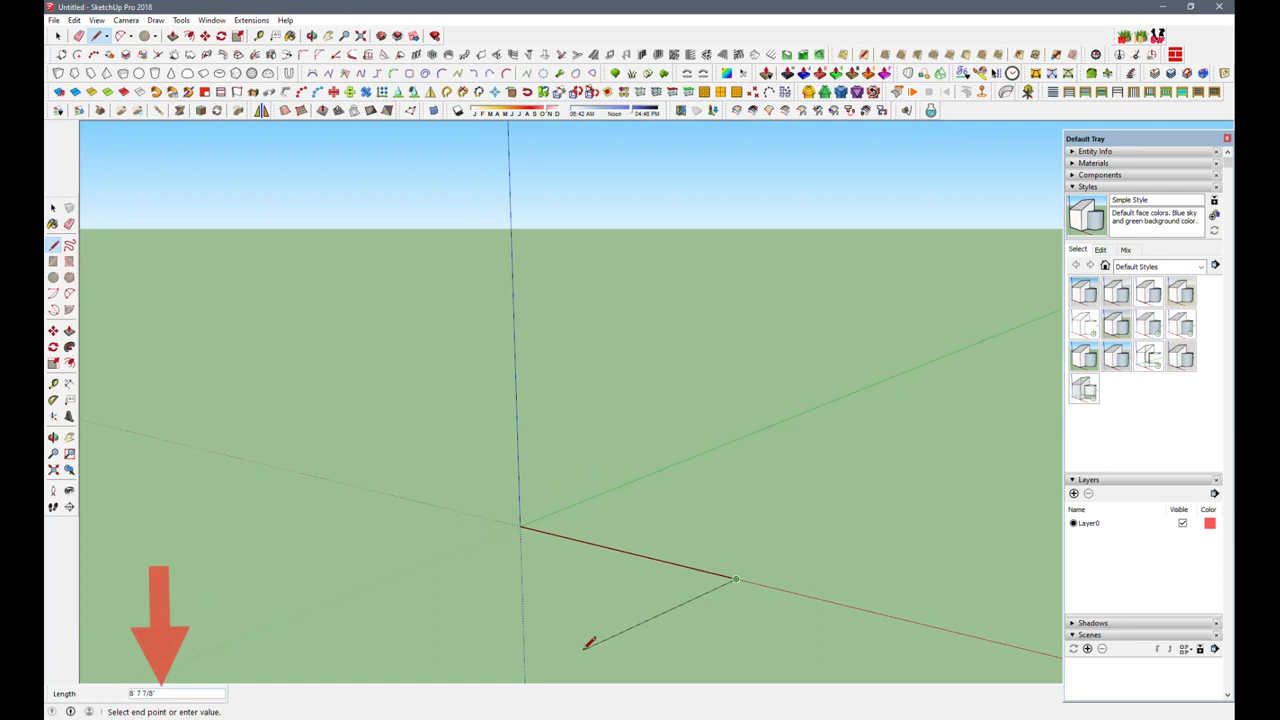 Untitled - SketchUp Pro 2018
File Edit View Camera Draw Tools Window Extensions Help
J F M A M J J A S O N D 06:42 AM Noon 04:46 PM
Default Tray
Entity Info
Materials
Components
Styles
Simple Style
Default face colors. Blue sky
and green background color.
Select Edit Mix
Default Styles
Layers
Name Visible Color
Layer0
Shadows
Scenes
Length 8' 7 7/8"
Select end point or enter value.